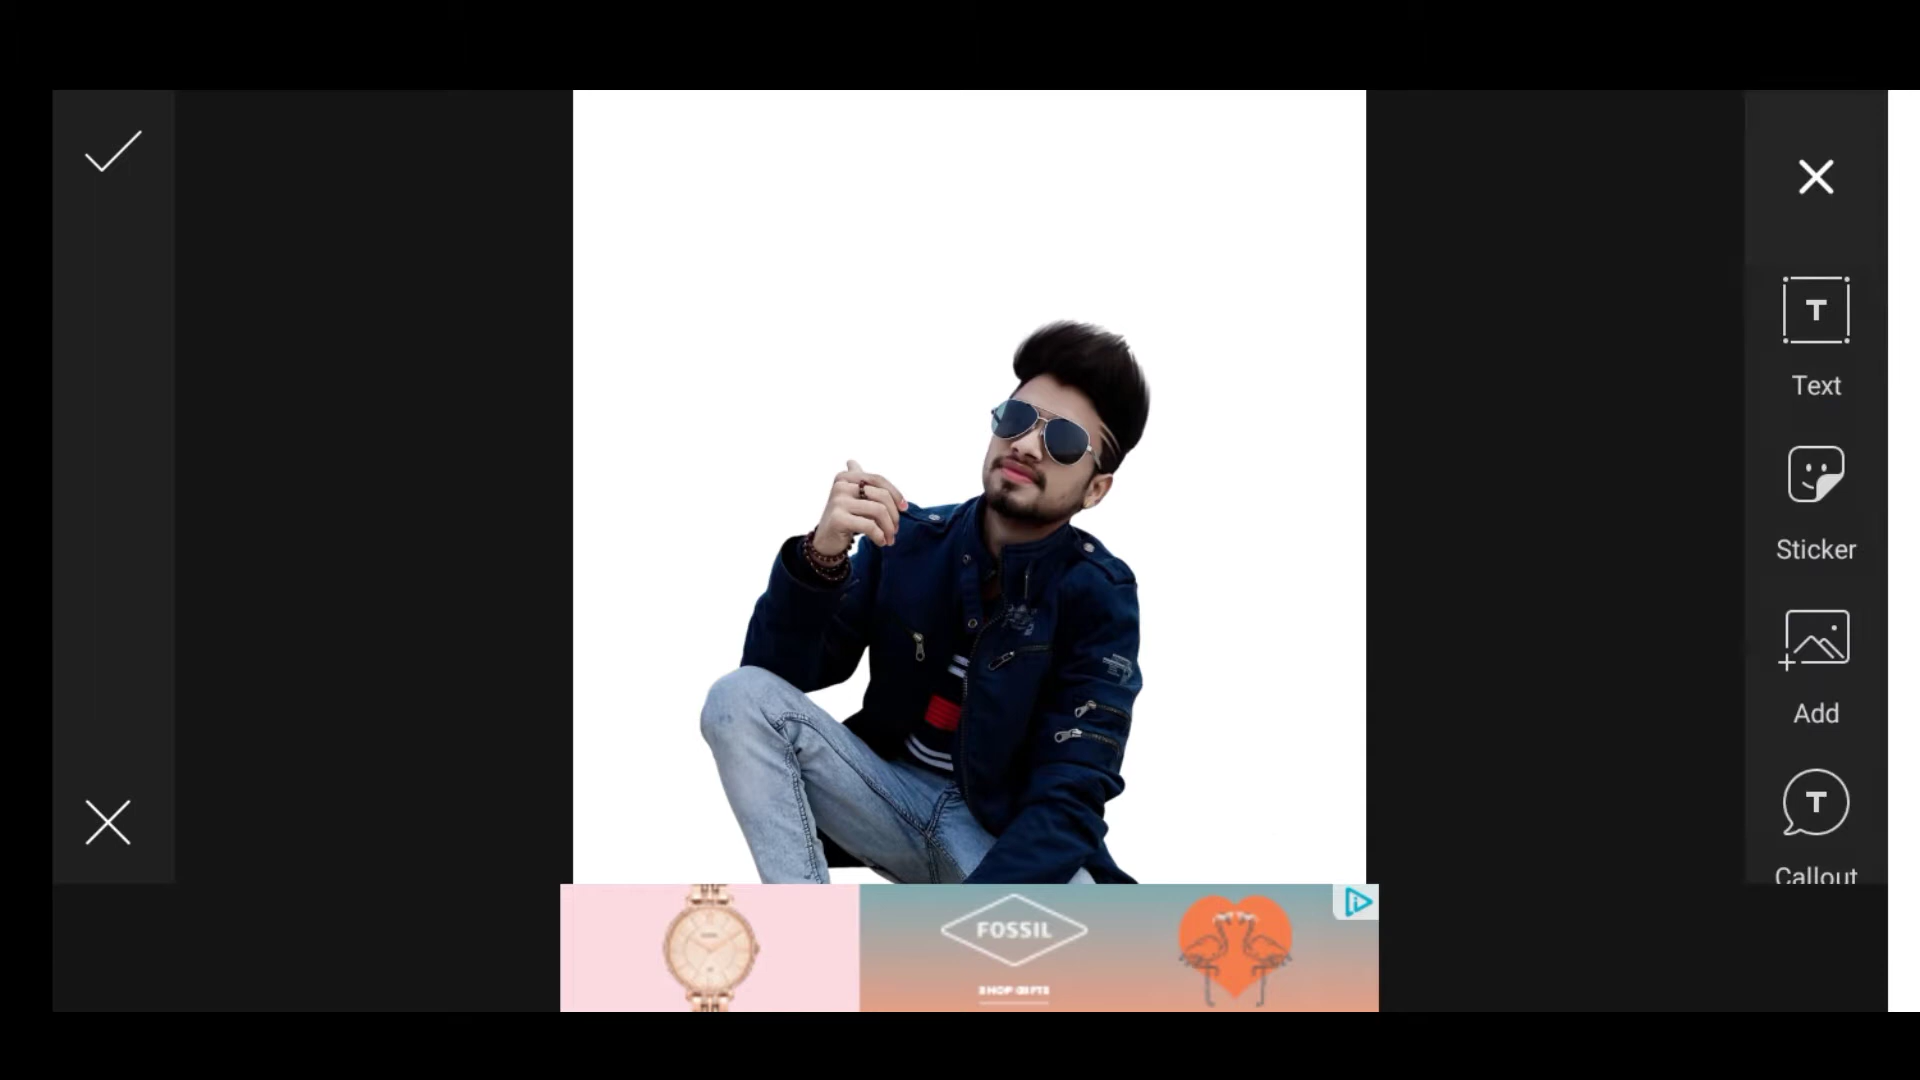 T
Text
Sticker
Add
T
Callout
FOSSIL
SHOP GIFTS